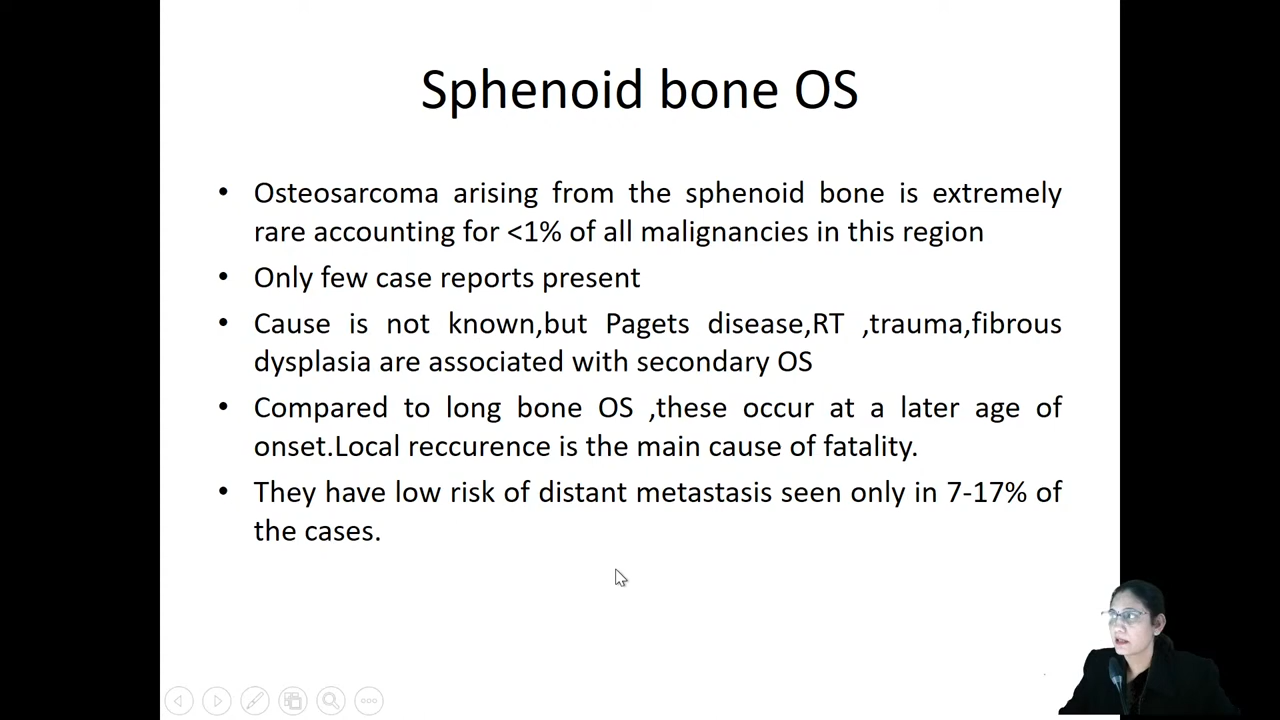 Sphenoid bone OS
• Osteosarcoma arising from the sphenoid bone is extremely
rare accounting for <1% of all malignancies in this region
• Only few case reports present
• Cause is not known,but Pagets disease,RT ,trauma,fibrous
dysplasia are associated with secondary OS
• Compared to long bone OS ,these occur at a later age of
onset.Local reccurence is the main cause of fatality.
• They have low risk of distant metastasis seen only in 7-17% of
the cases.